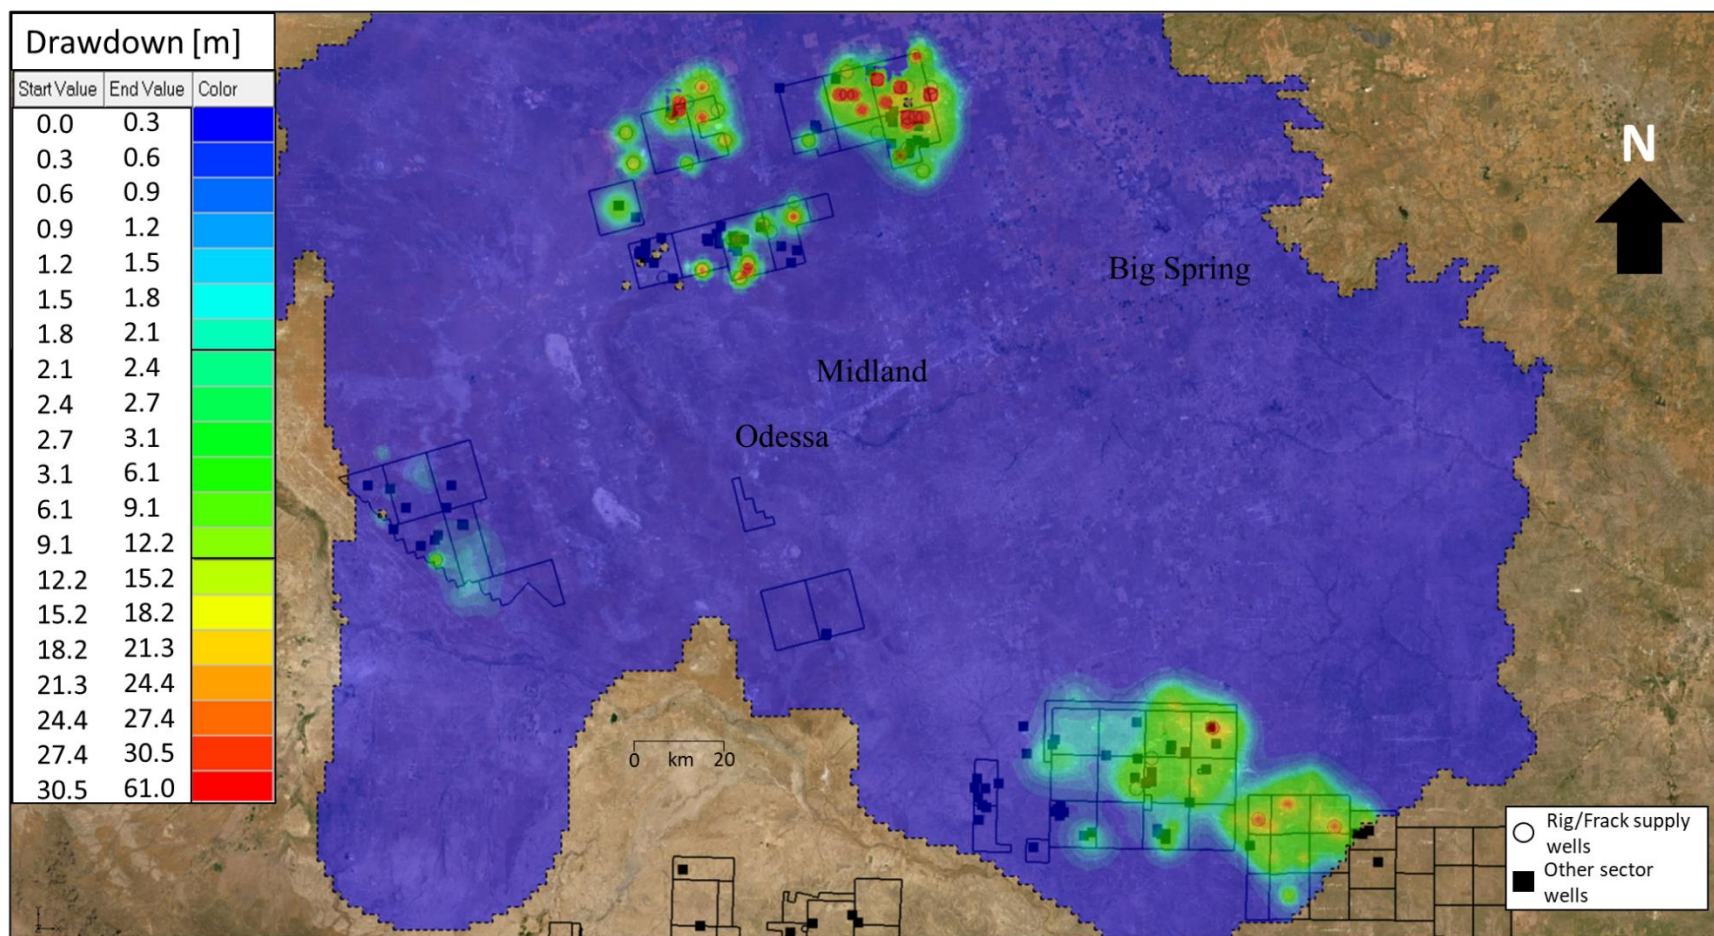 Drawdown [m]
Start Value End Value Color
0.0 0.3
0.3 0.6
0.6 0.9
0.9 1.2
1.2 1.5
1.5 1.8
1.8 2.1
2.1 2.4
2.4 2.7
2.7 3.1
3.1 6.1
6.1 9.1
9.1 12.2
12.2 15.2
15.2 18.2
18.2 21.3
21.3 24.4
24.4 27.4
27.4 30.5
30.5 61.0
N
Big Spring
Midland
Odessa
0 km 20
Rig/Frack supply
wells
Other sector
wells